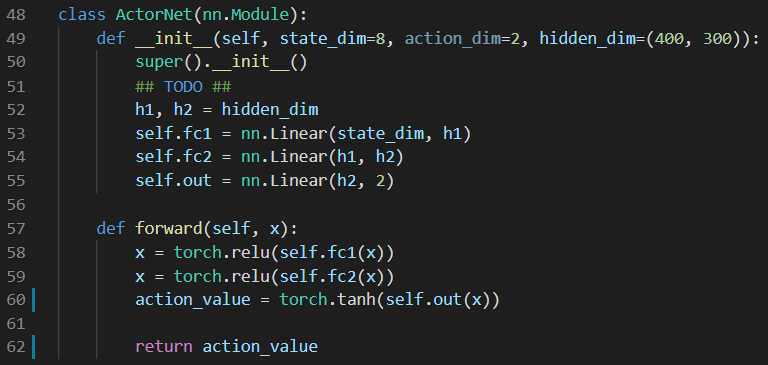 48 class ActorNet(nn.Module):
49     def __init__(self, state_dim=8, action_dim=2, hidden_dim=(400, 300)):
50         super().__init__()
51         ## TODO ##
52         h1, h2 = hidden_dim
53         self.fc1 = nn.Linear(state_dim, h1)
54         self.fc2 = nn.Linear(h1, h2)
55         self.out = nn.Linear(h2, 2)
56
57     def forward(self, x):
58         x = torch.relu(self.fc1(x))
59         x = torch.relu(self.fc2(x))
60         action_value = torch.tanh(self.out(x))
61
62         return action_value